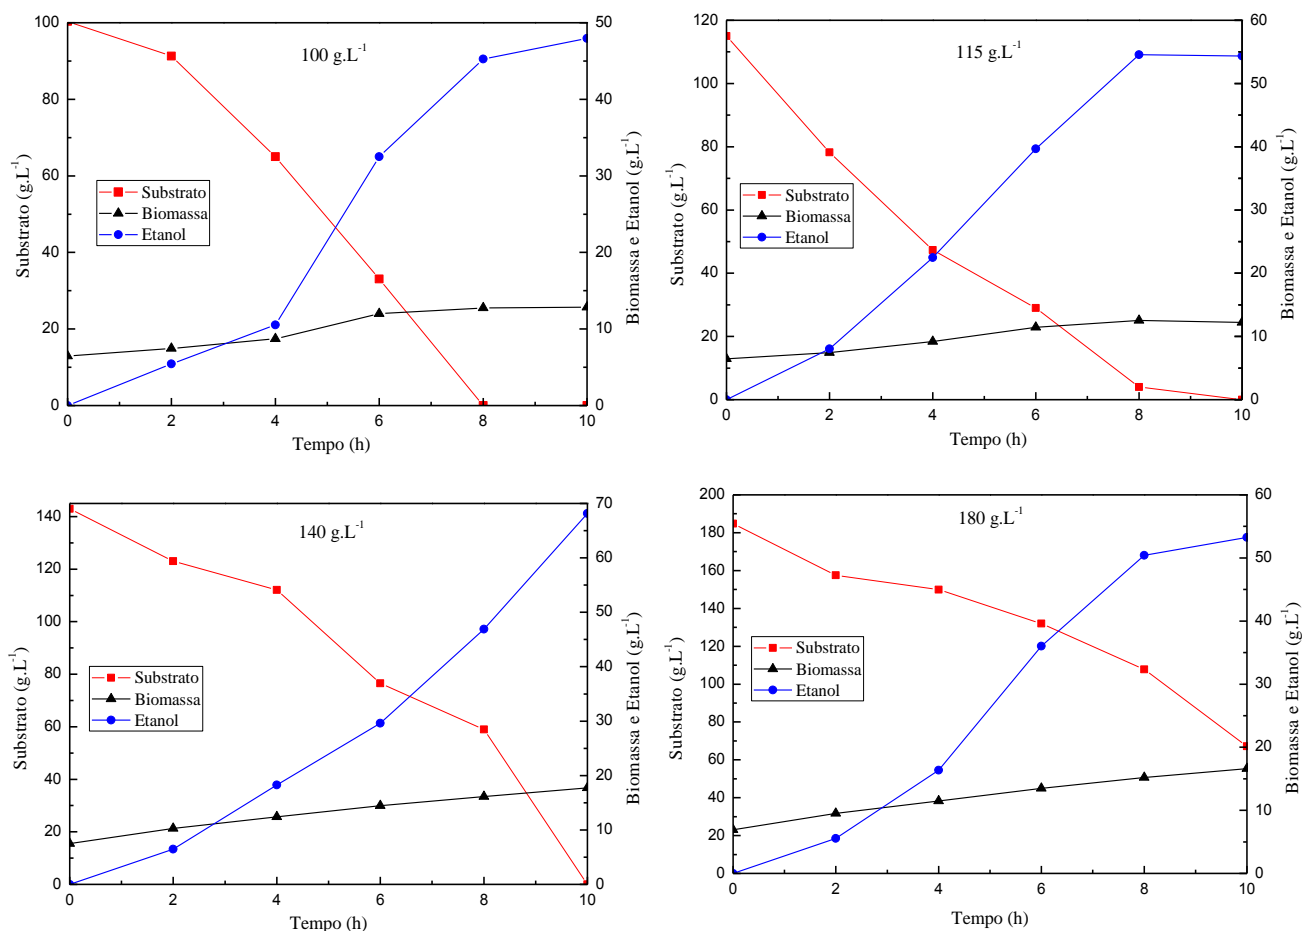 100 g.L⁻¹
Substrato (g.L⁻¹)
100
80
60
40
20
0
Substrato
Biomassa
Etanol
50
40
30
20
10
0
Biomassa e Etanol (g.L⁻¹)
0 2 4 6 8 10
Tempo (h)
115 g.L⁻¹
Substrato (g.L⁻¹)
120
100
80
60
40
20
0
Substrato
Biomassa
Etanol
60
50
40
30
20
10
0
Biomassa e Etanol (g.L⁻¹)
0 2 4 6 8 10
Tempo (h)
140 g.L⁻¹
Substrato (g.L⁻¹)
140
120
100
80
60
40
20
0
Substrato
Biomassa
Etanol
70
60
50
40
30
20
10
0
Biomassa e Etanol (g.L⁻¹)
0 2 4 6 8 10
Tempo (h)
180 g.L⁻¹
Substrato (g.L⁻¹)
200
180
160
140
120
100
80
60
40
20
0
Substrato
Biomassa
Etanol
60
50
40
30
20
10
0
Biomassa e Etanol (g.L⁻¹)
0 2 4 6 8 10
Tempo (h)